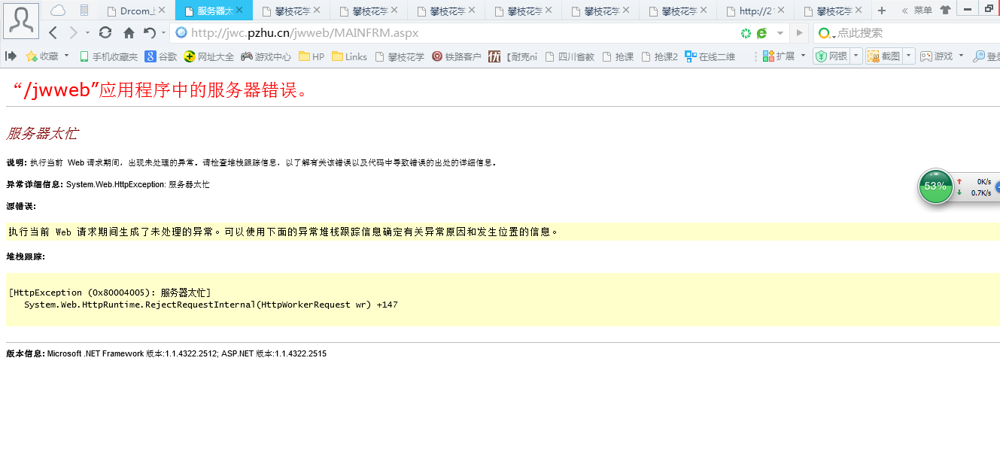 Drcom上
服务器太
攀枝花学
攀枝花学
攀枝花学
攀枝花学
攀枝花学
攀枝花学
http://21
攀枝花学
菜单
http://jwc.pzhu.cn/jwweb/MAINFRM.aspx
点此搜索
收藏 手机收藏夹 谷歌 网址大全 游戏中心 HP Links 攀枝花学 铁路客户 【耐克ni 四川省教 抢课 抢课2 在线二维 扩展 网银 截图 游戏 登录
“/jwweb”应用程序中的服务器错误。
服务器太忙
说明: 执行当前 Web 请求期间，出现未处理的异常。请检查堆栈跟踪信息，以了解有关该错误以及代码中导致错误的出处的详细信息。
异常详细信息: System.Web.HttpException: 服务器太忙
53%
0K/s
0.7K/s
源错误:
执行当前 Web 请求期间生成了未处理的异常。可以使用下面的异常堆栈跟踪信息确定有关异常原因和发生位置的信息。
堆栈跟踪:
[HttpException (0x80004005): 服务器太忙]
System.Web.HttpRuntime.RejectRequestInternal(HttpWorkerRequest wr) +147
版本信息: Microsoft .NET Framework 版本:1.1.4322.2512; ASP.NET 版本:1.1.4322.2515